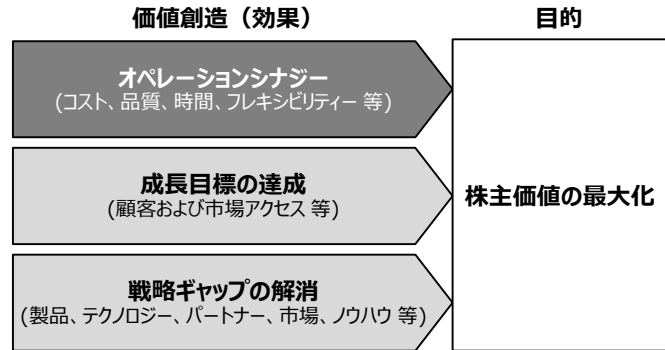 価値創造（効果）
目的
オペレーションシナジー
(コスト、品質、時間、フレキシビリティー 等)
成長目標の達成
(顧客および市場アクセス 等)
戦略ギャップの解消
(製品、テクノロジー、パートナー、市場、ノウハウ 等)
株主価値の最大化